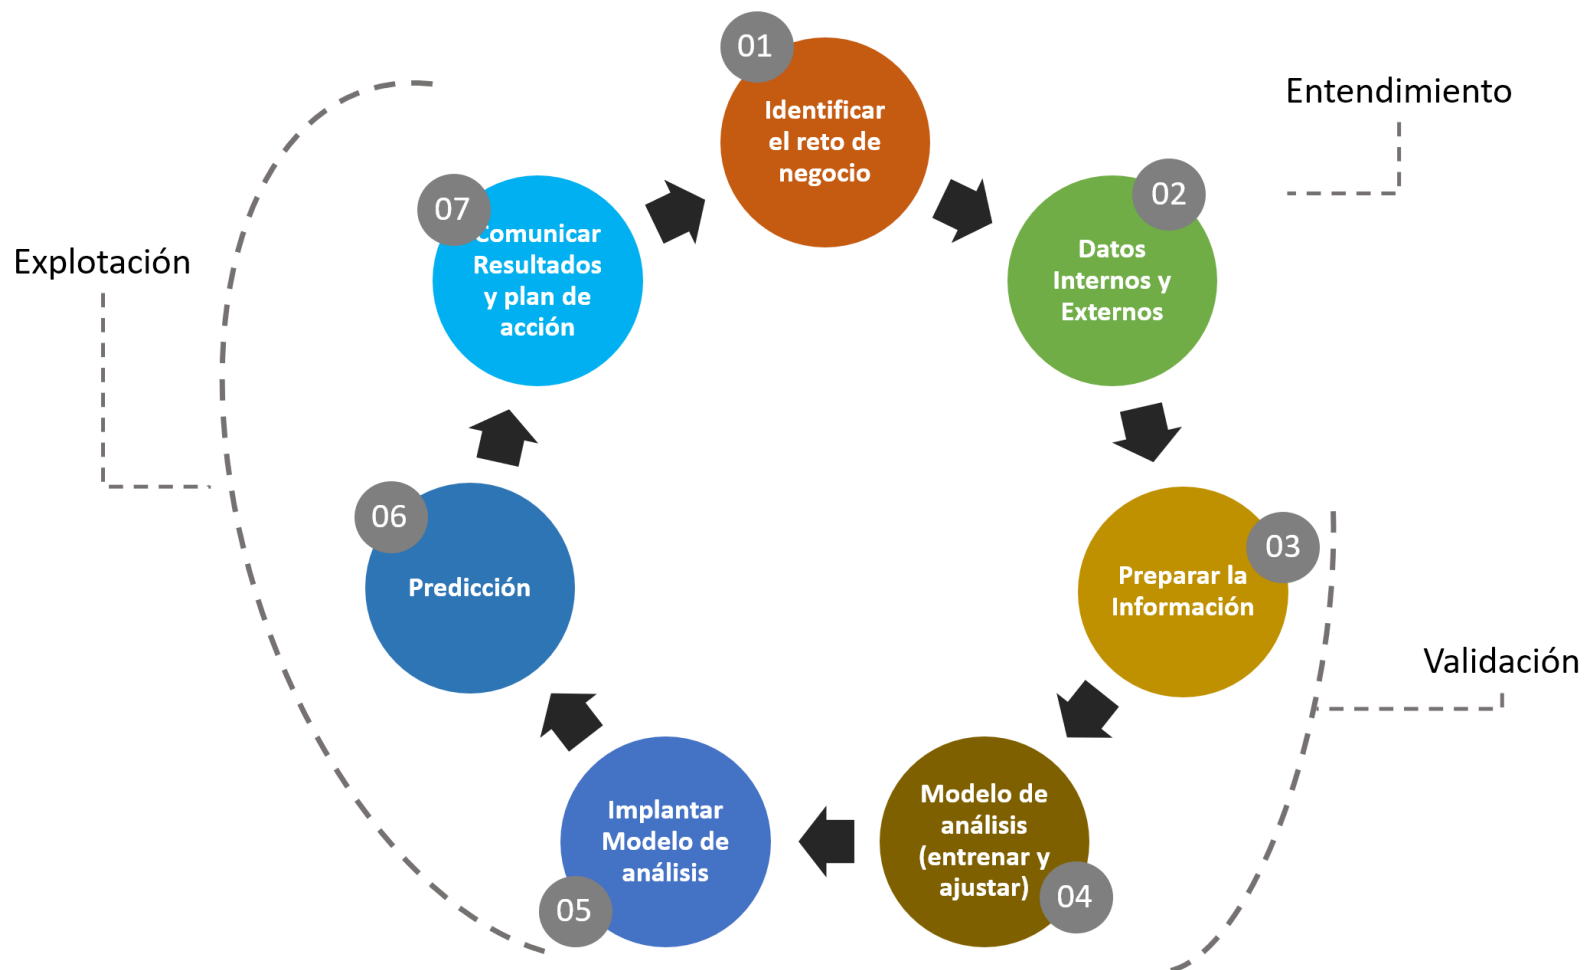 01
Identificar
el reto de
negocio
Entendimiento
02
Datos
Internos y
Externos
03
Preparar la
Información
Validación
04
Modelo de
análisis
(entrenar y
ajustar)
05
Implantar
Modelo de
análisis
06
Predicción
07
Comunicar
Resultados
y plan de
acción
Explotación